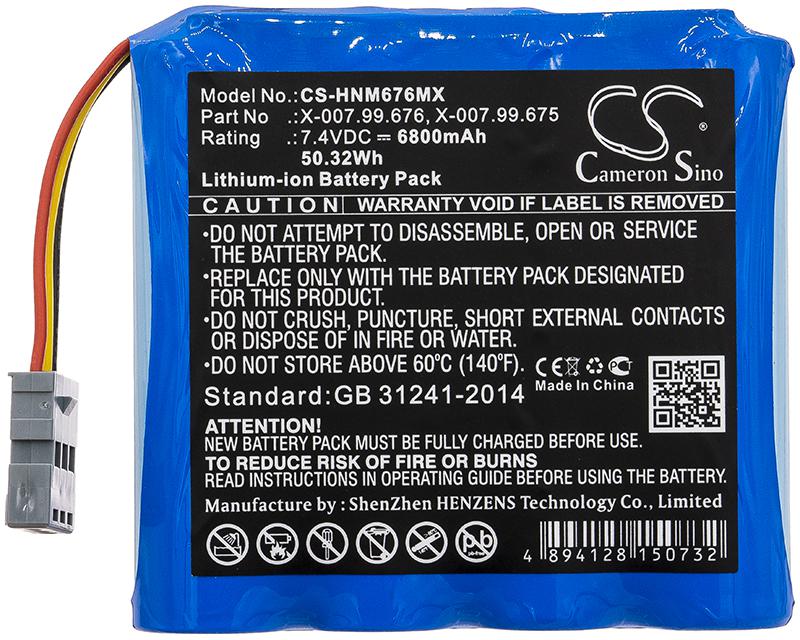 Model No.:CS-HNM676MX
Part No :X-007.99.676, X-007.99.675
Rating :7.4VDC ⎓ 6800mAh
50.32Wh
Lithium-ion Battery Pack
CS
®
Cameron Sino
CAUTION WARRANTY VOID IF LABEL IS REMOVED
•DO NOT ATTEMPT TO DISASSEMBLE, OPEN OR SERVICE
THE BATTERY PACK.
•REPLACE ONLY WITH THE BATTERY PACK DESIGNATED
FOR THIS PRODUCT.
•DO NOT CRUSH, PUNCTURE, SHORT EXTERNAL CONTACTS
OR DISPOSE OF IN FIRE OR WATER.
•DO NOT STORE ABOVE 60℃ (140℉).
CE FC
Made In China
Standard:GB 31241-2014
ATTENTION!
NEW BATTERY PACK MUST BE FULLY CHARGED BEFORE USE.
TO REDUCE RISK OF FIRE OR BURNS
READ INSTRUCTIONS IN OPERATING GUIDE BEFORE USING THE BATTERY.
Manufacture by : ShenZhen HENZENS Technology Co., Limited
pb
pb-free
4 894128 150732